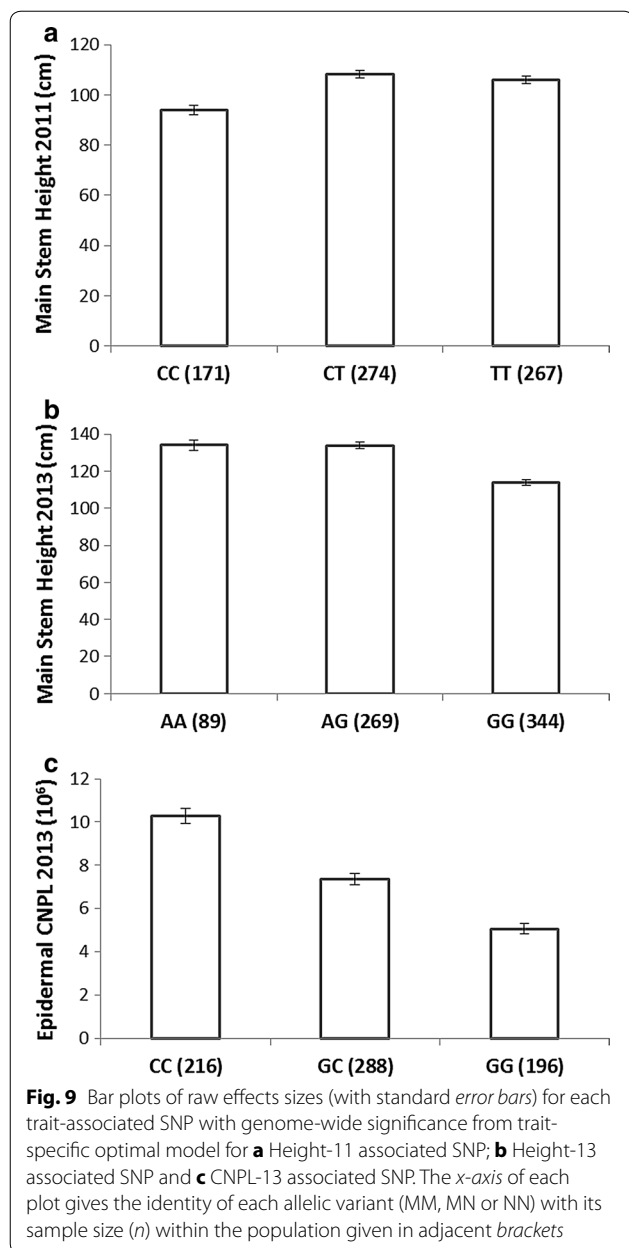 a
Main Stem Height 2011 (cm)
120
100
80
60
40
20
0
CC (171) CT (274) TT (267)
b
Main Stem Height 2013 (cm)
140
120
100
80
60
40
20
0
AA (89) AG (269) GG (344)
c
Epidermal CNPL 2013 (10⁶)
12
10
8
6
4
2
0
CC (216) GC (288) GG (196)
Fig. 9 Bar plots of raw effects sizes (with standard error bars) for each
trait-associated SNP with genome-wide significance from trait-
specific optimal model for a Height-11 associated SNP; b Height-13
associated SNP and c CNPL-13 associated SNP. The x-axis of each
plot gives the identity of each allelic variant (MM, MN or NN) with its
sample size (n) within the population given in adjacent brackets